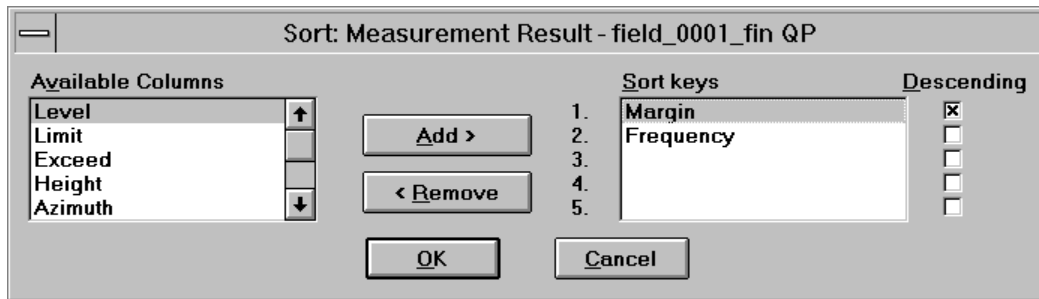 Sort: Measurement Result - field_0001_fin QP
Available Columns
Level
Limit
Exceed
Height
Azimuth
Add >
< Remove
Sort keys
Descending
1. Margin
2. Frequency
3.
4.
5.
OK
Cancel